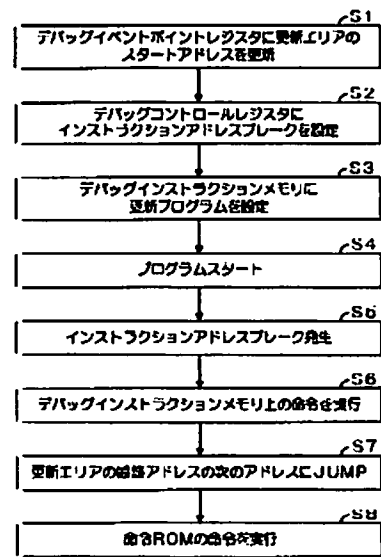 S1
デバッグイベントポイントレジスタに更新エリアの
スタートアドレスを更新
S2
デバッグコントロールレジスタに
インストラクションアドレスブレークを設定
S3
デバッグインストラクションメモリに
更新プログラムを設定
S4
プログラムスタート
S5
インストラクションアドレスブレーク発生
S6
デバッグインストラクションメモリ上の命令を実行
S7
更新エリアの最終アドレスの次のアドレスにJUMP
S8
命令ROMの命令を実行